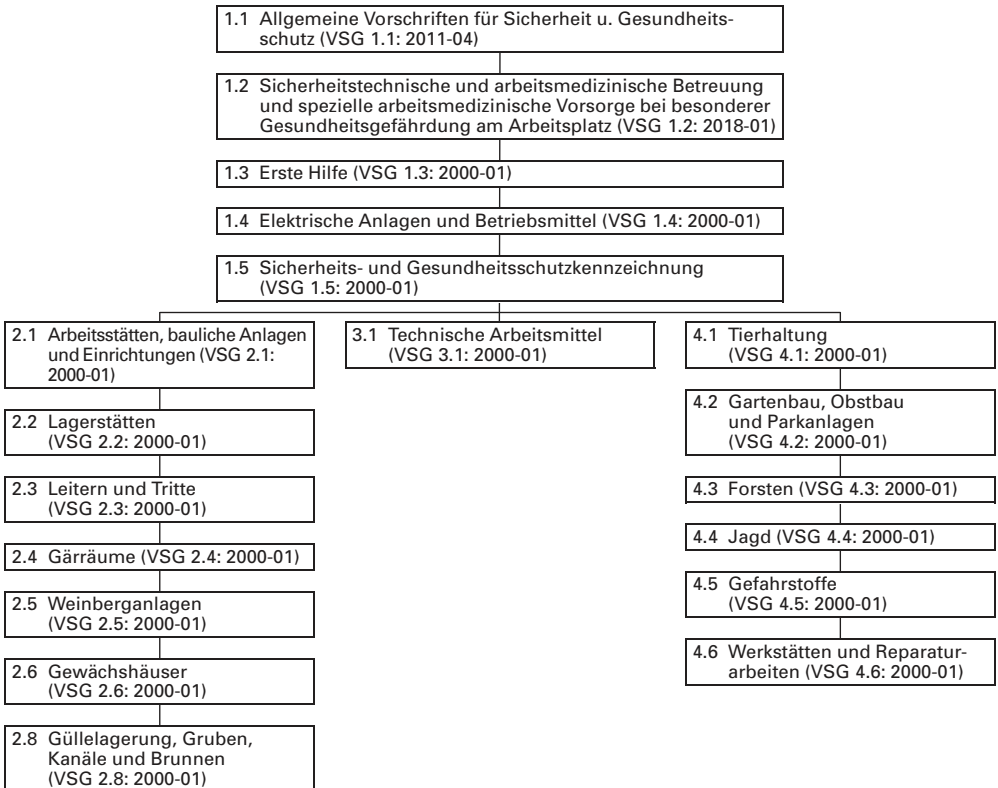 1.1 Allgemeine Vorschriften für Sicherheit u. Gesundheits-
schutz (VSG 1.1: 2011-04)
1.2 Sicherheitstechnische und arbeitsmedizinische Betreuung
und spezielle arbeitsmedizinische Vorsorge bei besonderer
Gesundheitsgefährdung am Arbeitsplatz (VSG 1.2: 2018-01)
1.3 Erste Hilfe (VSG 1.3: 2000-01)
1.4 Elektrische Anlagen und Betriebsmittel (VSG 1.4: 2000-01)
1.5 Sicherheits- und Gesundheitsschutzkennzeichnung
(VSG 1.5: 2000-01)
2.1 Arbeitsstätten, bauliche Anlagen
und Einrichtungen (VSG 2.1:
2000-01)
2.2 Lagerstätten
(VSG 2.2: 2000-01)
2.3 Leitern und Tritte
(VSG 2.3: 2000-01)
2.4 Gärräume (VSG 2.4: 2000-01)
2.5 Weinberganlagen
(VSG 2.5: 2000-01)
2.6 Gewächshäuser
(VSG 2.6: 2000-01)
2.8 Güllelagerung, Gruben,
Kanäle und Brunnen
(VSG 2.8: 2000-01)
3.1 Technische Arbeitsmittel
(VSG 3.1: 2000-01)
4.1 Tierhaltung
(VSG 4.1: 2000-01)
4.2 Gartenbau, Obstbau
und Parkanlagen
(VSG 4.2: 2000-01)
4.3 Forsten (VSG 4.3: 2000-01)
4.4 Jagd (VSG 4.4: 2000-01)
4.5 Gefahrstoffe
(VSG 4.5: 2000-01)
4.6 Werkstätten und Reparatur-
arbeiten (VSG 4.6: 2000-01)